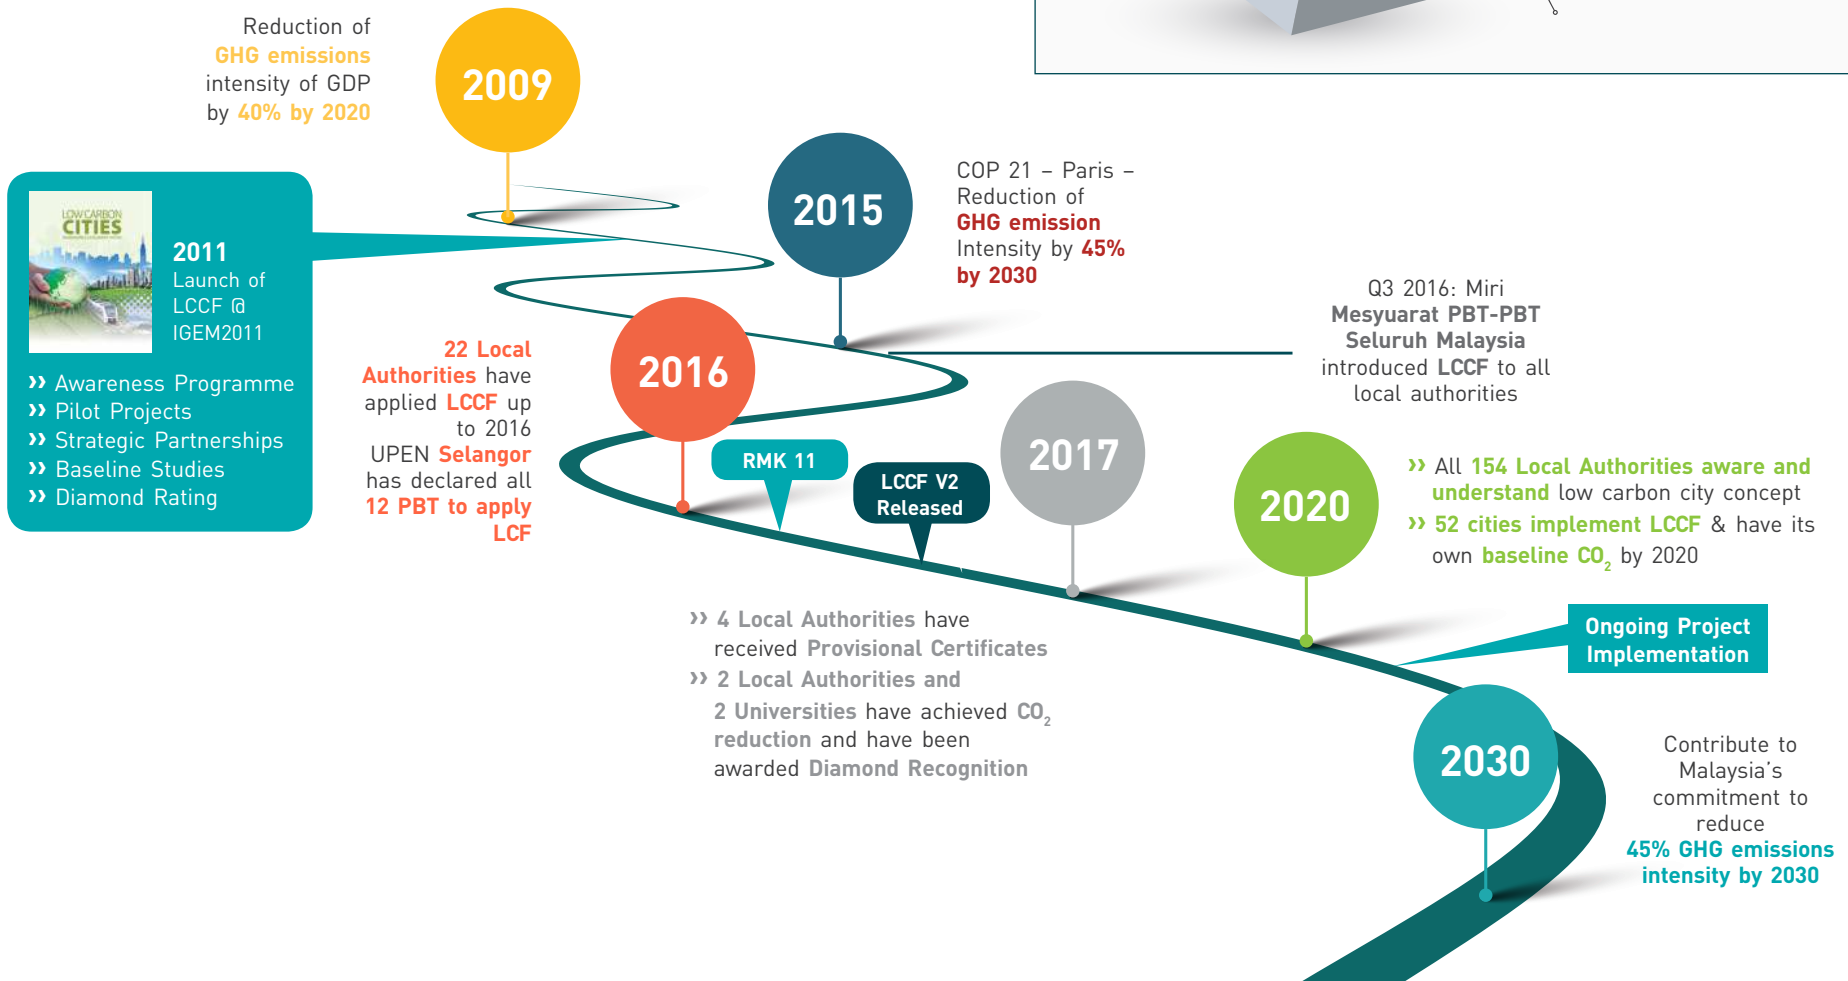 Reduction of
GHG emissions
intensity of GDP
by 40% by 2020
2009
LOW CARBON
CITIES
2011
Launch of
LCCF @
IGEM2011
›› Awareness Programme
›› Pilot Projects
›› Strategic Partnerships
›› Baseline Studies
›› Diamond Rating
2015
COP 21 – Paris –
Reduction of
GHG emission
Intensity by 45%
by 2030
22 Local
Authorities have
applied LCCF up
to 2016
UPEN Selangor
has declared all
12 PBT to apply
LCF
2016
Q3 2016: Miri
Mesyuarat PBT-PBT
Seluruh Malaysia
introduced LCCF to all
local authorities
RMK 11
LCCF V2
Released
2017
›› 4 Local Authorities have
received Provisional Certificates
›› 2 Local Authorities and
2 Universities have achieved CO₂
reduction and have been
awarded Diamond Recognition
2020
›› All 154 Local Authorities aware and
understand low carbon city concept
›› 52 cities implement LCCF & have its
own baseline CO₂ by 2020
Ongoing Project
Implementation
2030
Contribute to
Malaysia's
commitment to
reduce
45% GHG emissions
intensity by 2030